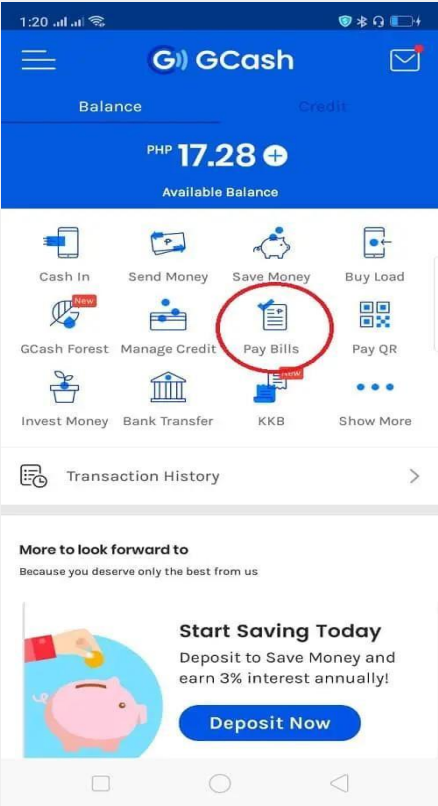 1:20
GCash
Balance Credit
PHP 17.28
Available Balance
Cash In Send Money Save Money Buy Load
New
GCash Forest Manage Credit Pay Bills Pay QR
New
Invest Money Bank Transfer KKB Show More
Transaction History
More to look forward to
Because you deserve only the best from us
Start Saving Today
Deposit to Save Money and
earn 3% interest annually!
Deposit Now